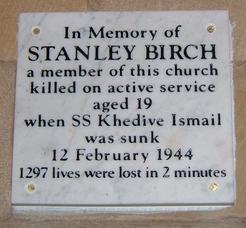 In Memory of
STANLEY BIRCH
a member of this church
killed on active service
aged 19
when SS Khedive Ismail
was sunk
12 February 1944
1297 lives were lost in 2 minutes